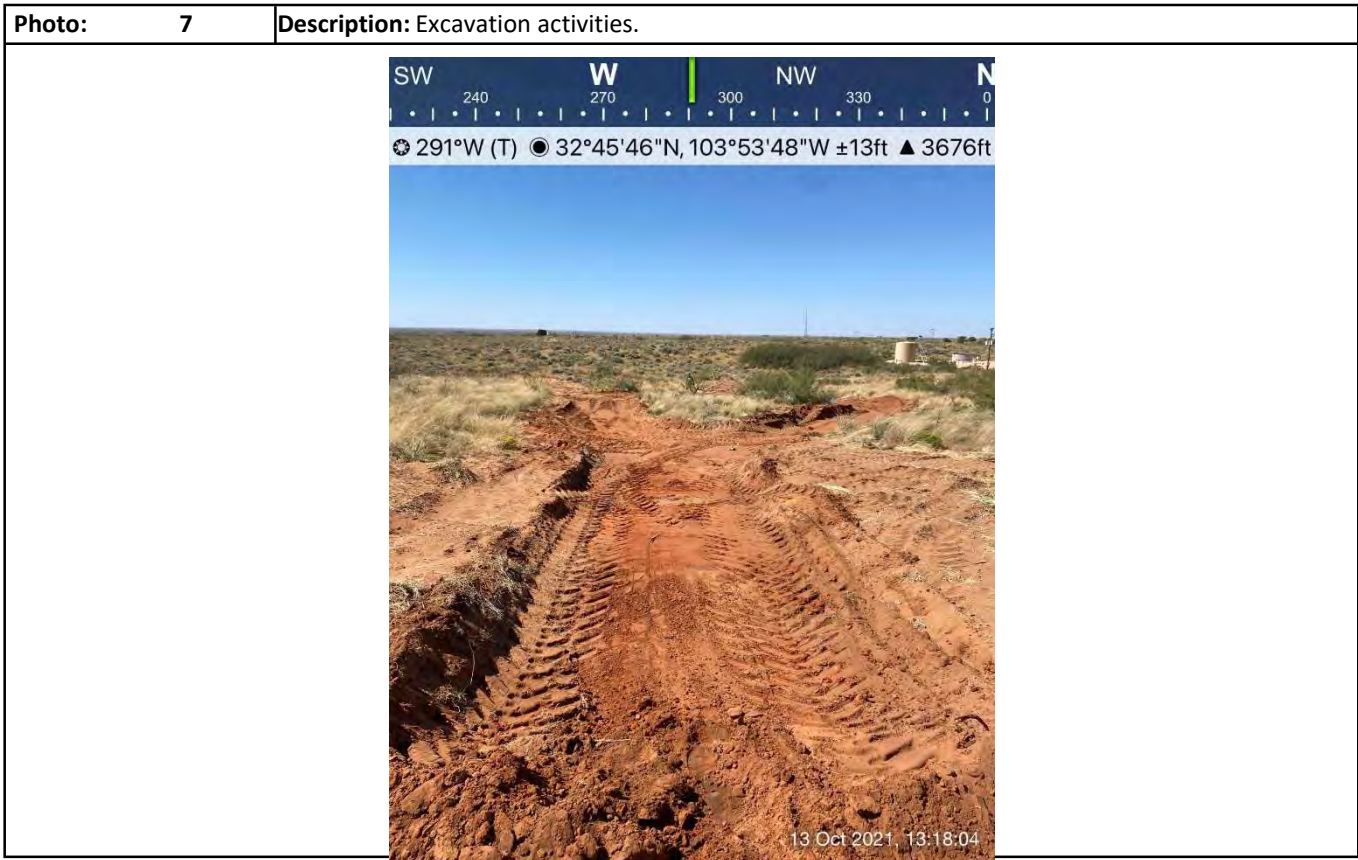 Photo: 7 Description: Excavation activities.
SW W NW N
240 270 300 330 0
291°W (T) 32°45'46"N, 103°53'48"W ±13ft ▲ 3676ft
13 Oct 2021, 13:18:04